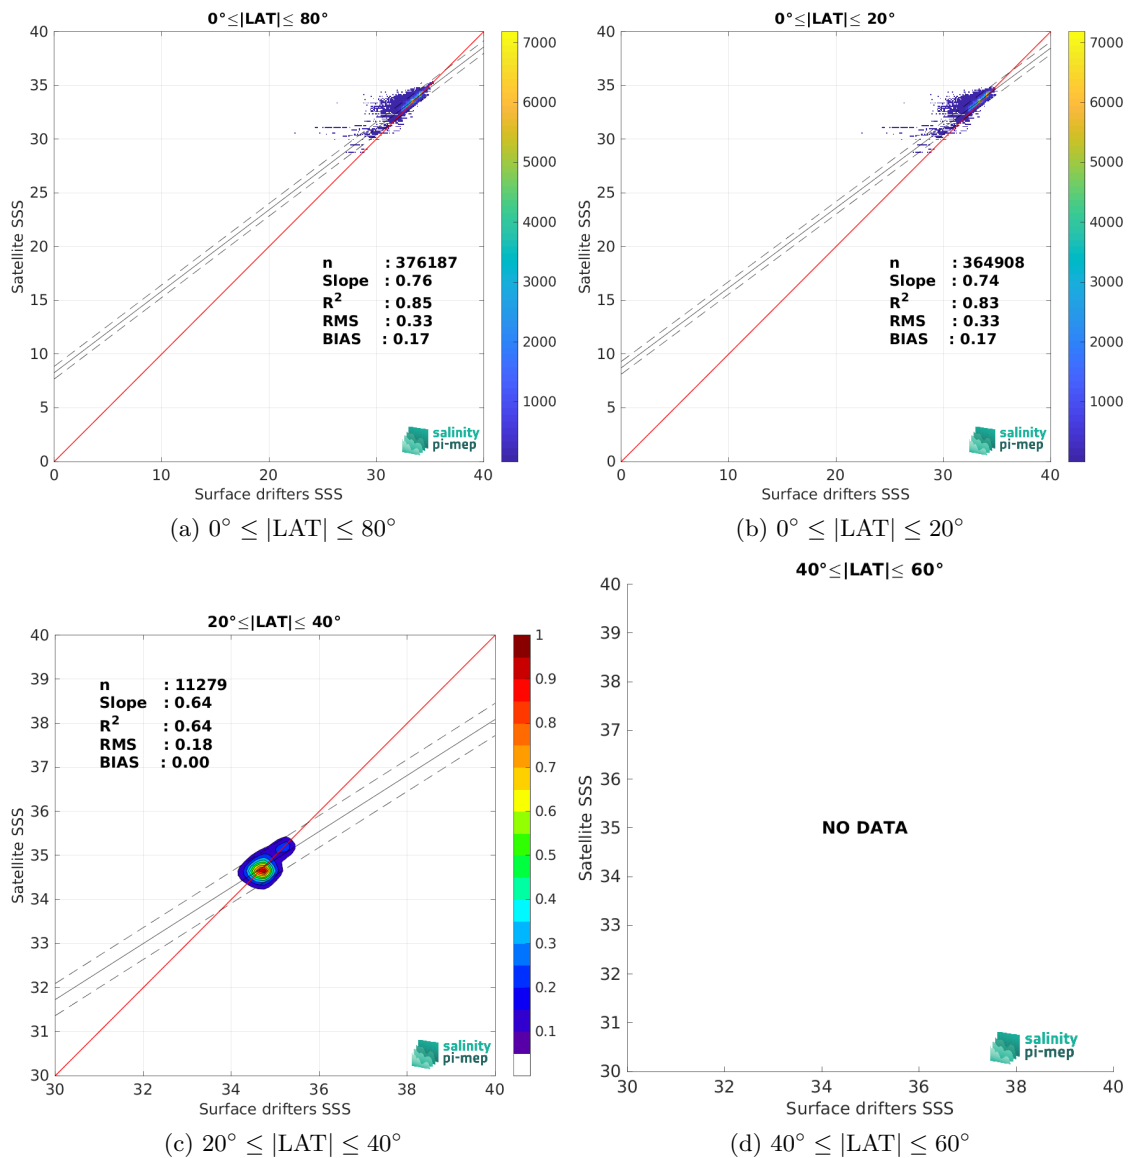 0°≤|LAT|≤ 80°
40
35
30
25
20
15
10
5
0
Satellite SSS
n : 376187
Slope : 0.76
R² : 0.85
RMS : 0.33
BIAS : 0.17
salinity
pi-mep
0 10 20 30 40
Surface drifters SSS
7000
6000
5000
4000
3000
2000
1000
(a) 0° ≤ |LAT| ≤ 80°
0°≤|LAT|≤ 20°
40
35
30
25
20
15
10
5
0
Satellite SSS
n : 364908
Slope : 0.74
R² : 0.83
RMS : 0.33
BIAS : 0.17
salinity
pi-mep
0 10 20 30 40
Surface drifters SSS
7000
6000
5000
4000
3000
2000
1000
(b) 0° ≤ |LAT| ≤ 20°
20°≤|LAT|≤ 40°
40
39
38
37
36
35
34
33
32
31
30
Satellite SSS
n : 11279
Slope : 0.64
R² : 0.64
RMS : 0.18
BIAS : 0.00
salinity
pi-mep
30 32 34 36 38 40
Surface drifters SSS
1
0.9
0.8
0.7
0.6
0.5
0.4
0.3
0.2
0.1
(c) 20° ≤ |LAT| ≤ 40°
40°≤|LAT|≤ 60°
40
39
38
37
36
35
34
33
32
31
30
Satellite SSS
NO DATA
salinity
pi-mep
30 32 34 36 38 40
Surface drifters SSS
(d) 40° ≤ |LAT| ≤ 60°